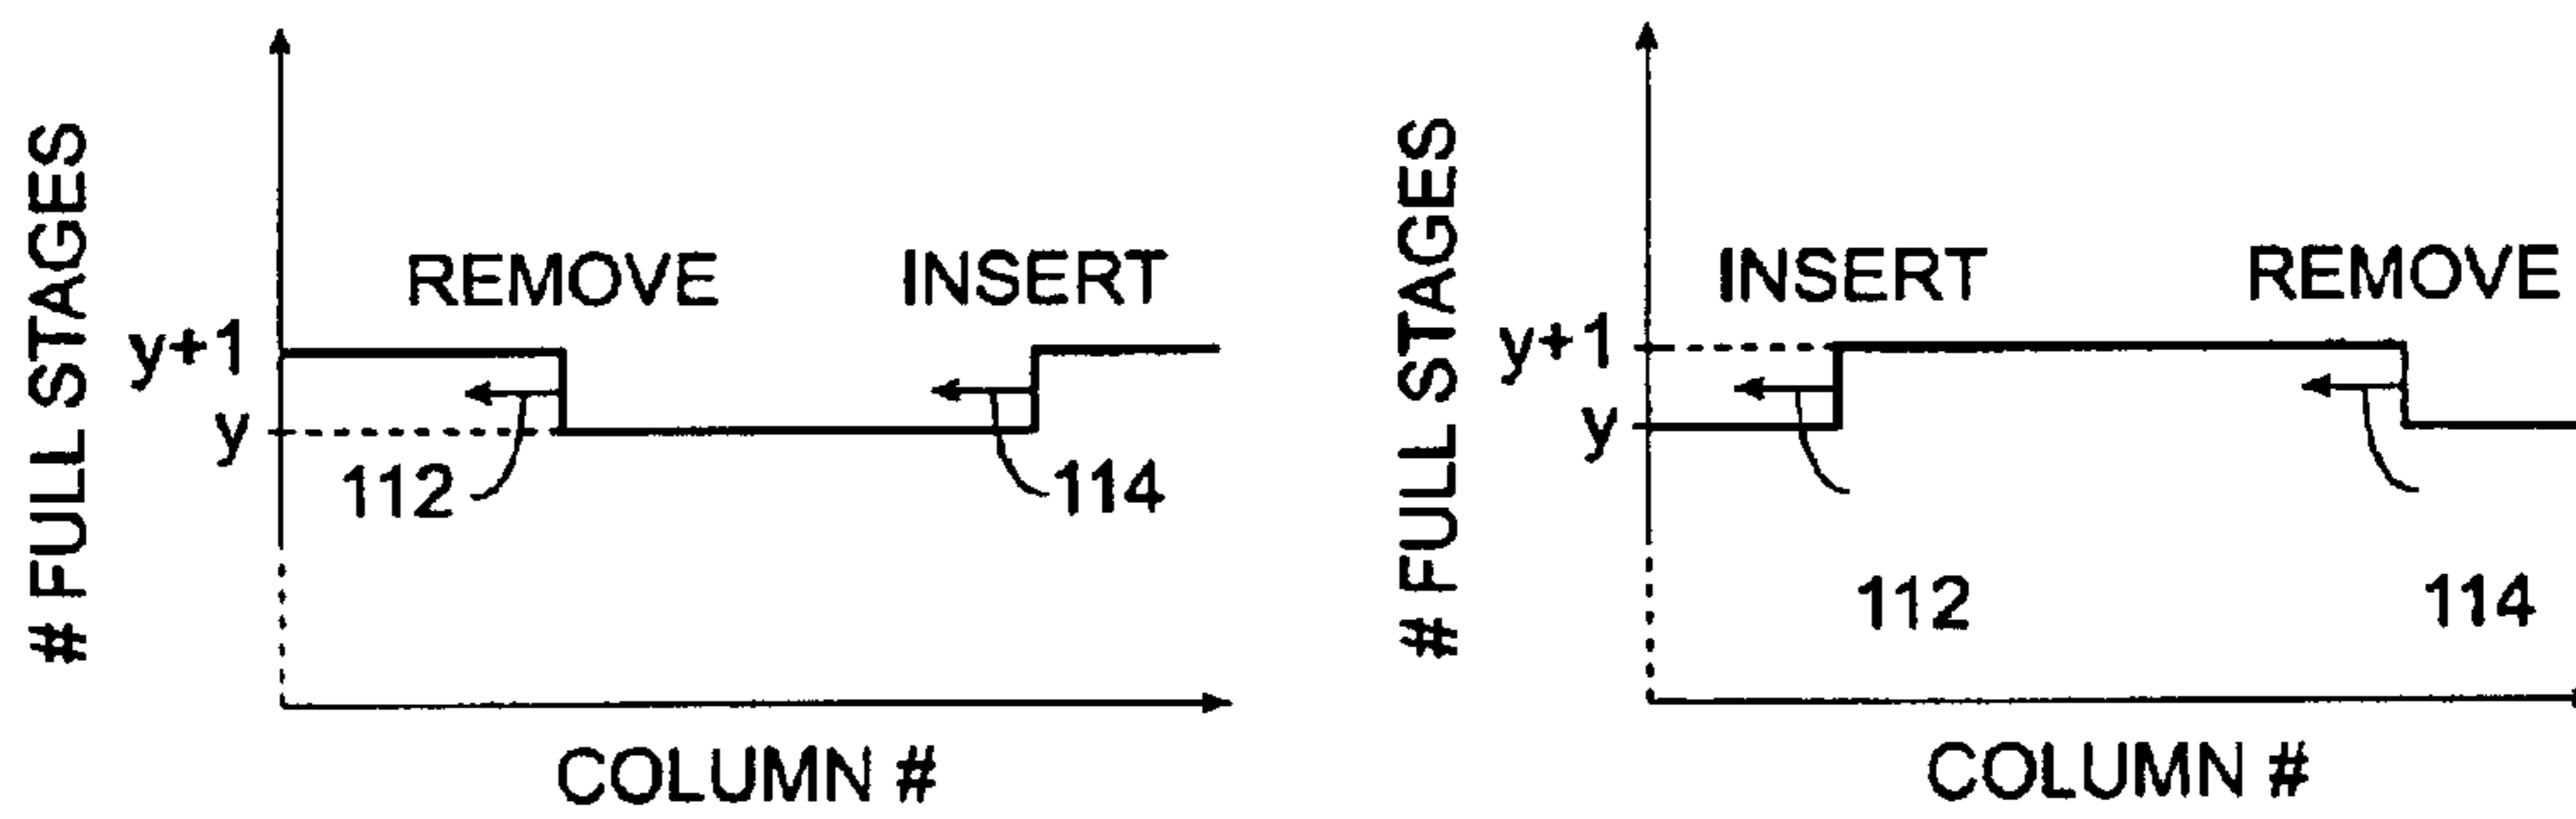 # FULL STAGES
REMOVE
INSERT
y+1
y
112
114
COLUMN #
# FULL STAGES
INSERT
REMOVE
y+1
y
112
114
COLUMN #